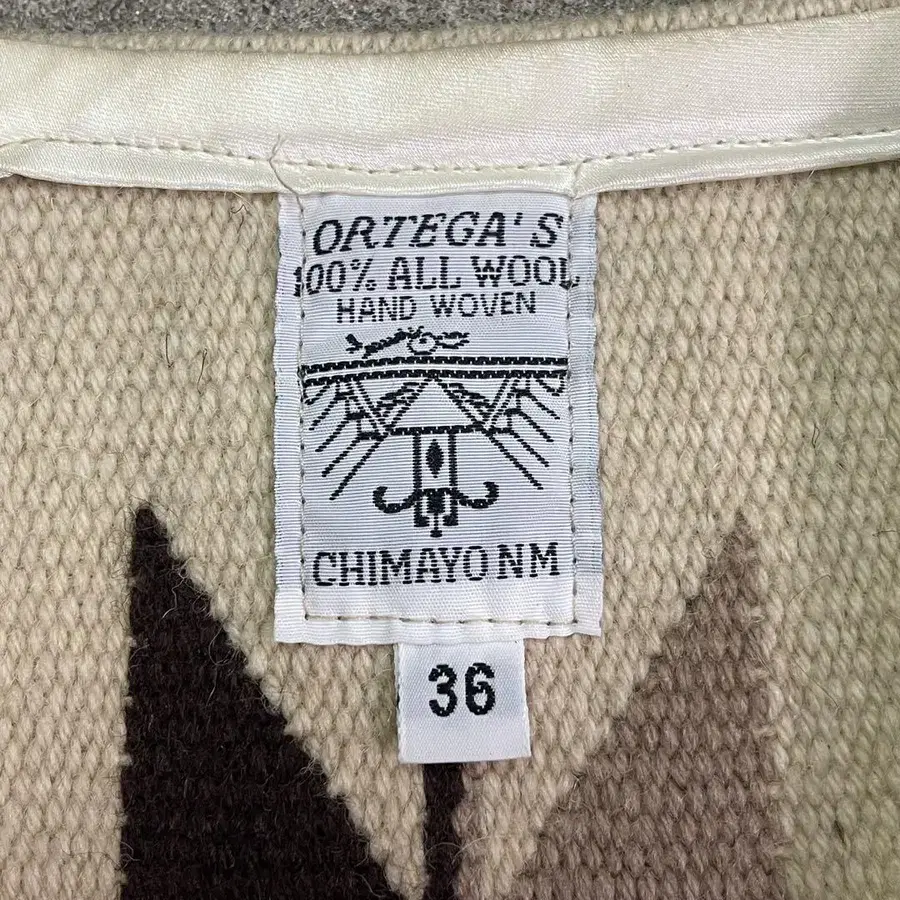 ORTEGA'S
100% ALL WOOL
HAND WOVEN
CHIMAYO NM
36